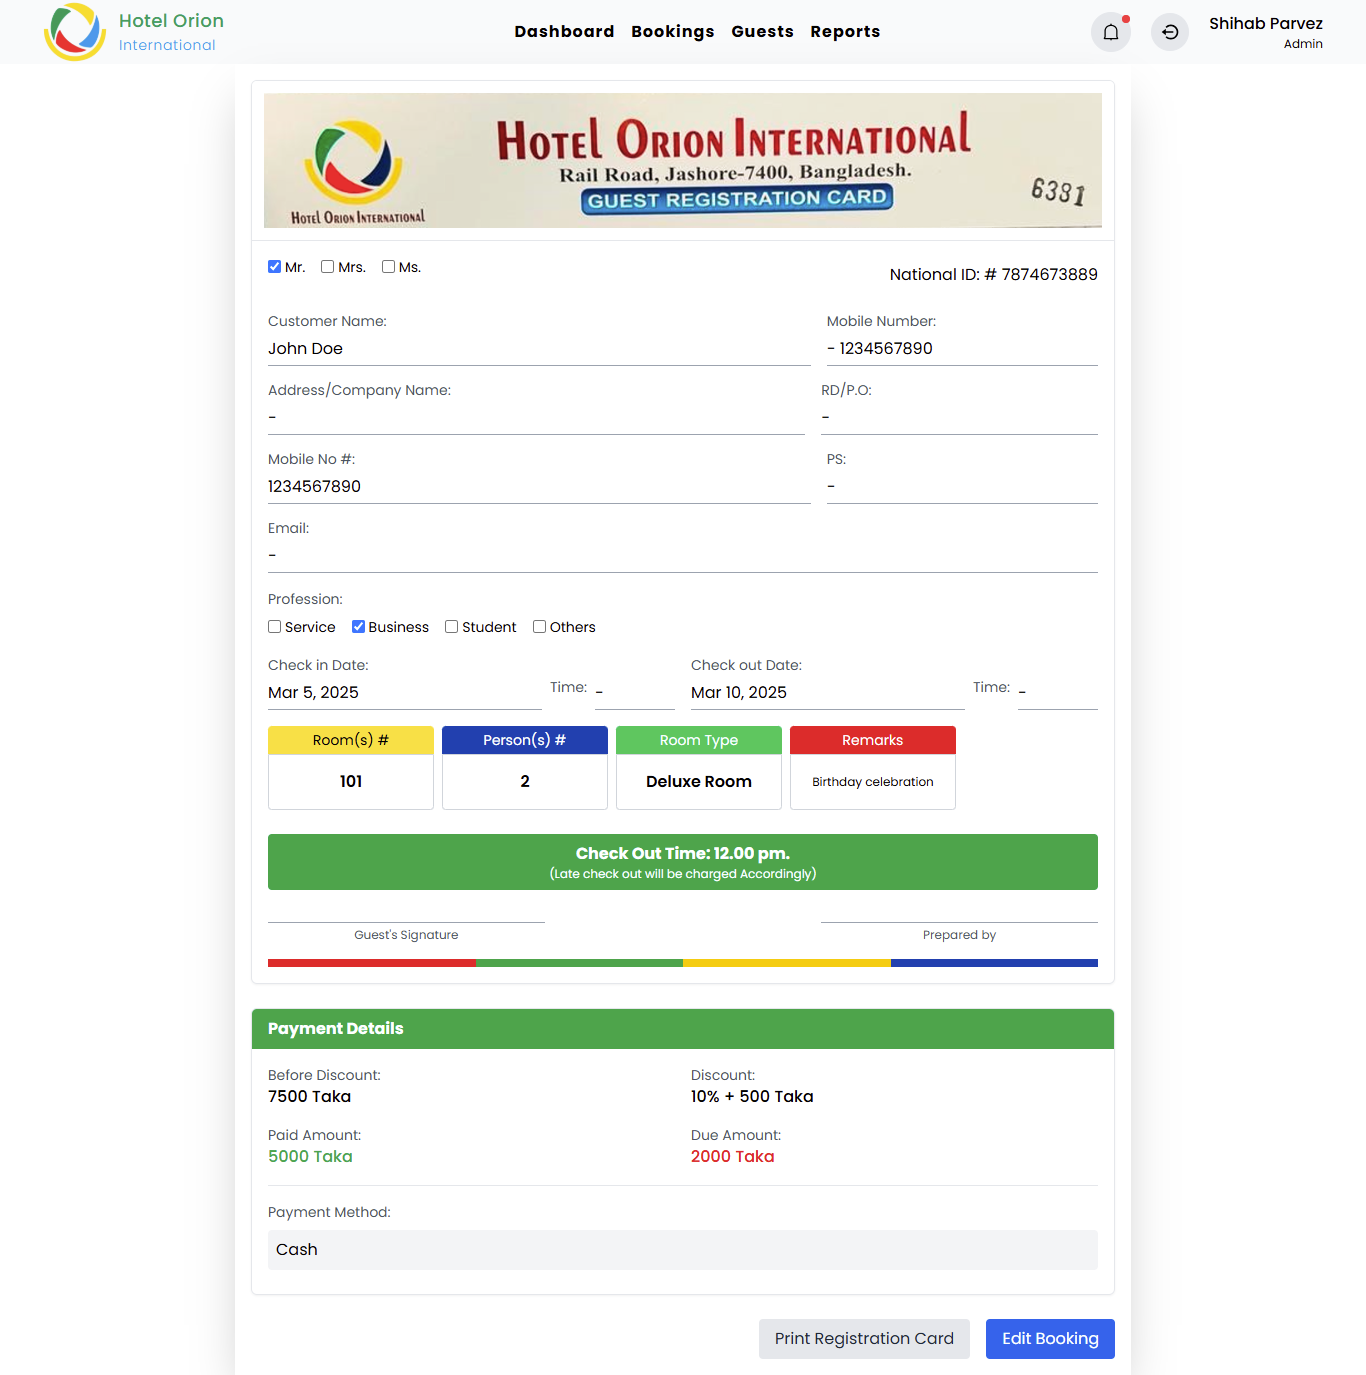 Hotel Orion
International
Dashboard Bookings Guests Reports
Shihab Parvez
Admin
HOTEL ORION INTERNATIONAL
Rail Road, Jashore-7400, Bangladesh.
GUEST REGISTRATION CARD
6381
HOTEL ORION INTERNATIONAL
Mr. Mrs. Ms.
National ID: # 7874673889
Customer Name: Mobile Number:
John Doe - 1234567890
Address/Company Name: RD/P.O:
- -
Mobile No #: PS:
1234567890 -
Email:
-
Profession:
Service Business Student Others
Check in Date: Time: - Check out Date: Time: -
Mar 5, 2025 Mar 10, 2025
Room(s) # Person(s) # Room Type Remarks
101 2 Deluxe Room Birthday celebration
Check Out Time: 12.00 pm.
(Late check out will be charged Accordingly)
Guest's Signature Prepared by
Payment Details
Before Discount: Discount:
7500 Taka 10% + 500 Taka
Paid Amount: Due Amount:
5000 Taka 2000 Taka
Payment Method:
Cash
Print Registration Card Edit Booking